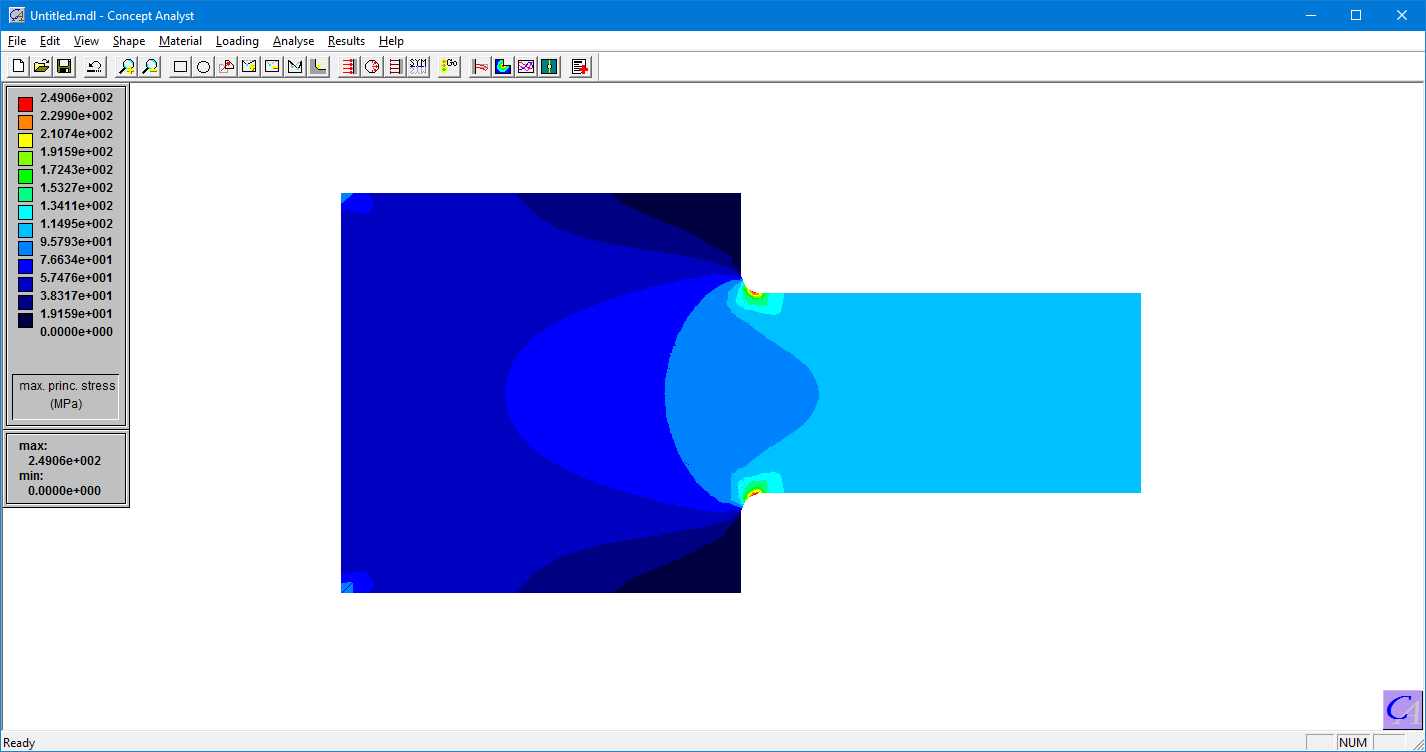 Untitled.mdl - Concept Analyst
File Edit View Shape Material Loading Analyse Results Help
SYM Go
2.4906e+002
2.2990e+002
2.1074e+002
1.9159e+002
1.7243e+002
1.5327e+002
1.3411e+002
1.1495e+002
9.5793e+001
7.6634e+001
5.7476e+001
3.8317e+001
1.9159e+001
0.0000e+000
max. princ. stress
(MPa)
max:
2.4906e+002
min:
0.0000e+000
CA
Ready
NUM